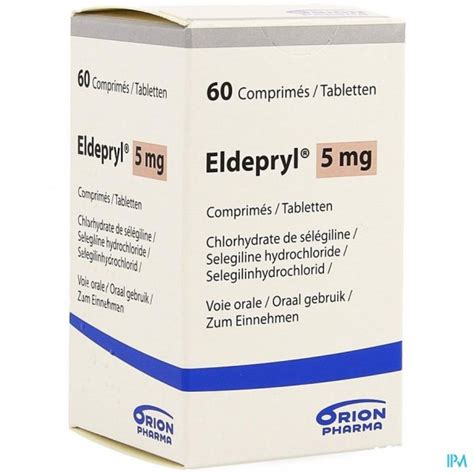 60 Comprimés / Tabletten
Eldepryl® 5 mg
Comprimés / Tabletten
Chlorhydrate de sélégiline /
Selegiline hydrochloride /
Selegilinhydrochlorid /
Voie orale / Oraal gebruik /
Zum Einnehmen
60 Comprimés / Tabletten
Eldepryl® 5 mg
Comprimés / Tabletten
Chlorhydrate de sélégiline /
Selegiline hydrochloride /
Selegilinhydrochlorid /
Voie orale / Oraal gebruik /
Zum Einnehmen
ORION
PHARMA
IPM